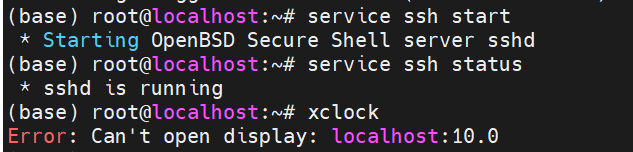 (base) root@localhost:~# service ssh start
 * Starting OpenBSD Secure Shell server sshd
(base) root@localhost:~# service ssh status
 * sshd is running
(base) root@localhost:~# xclock
Error: Can't open display: localhost:10.0